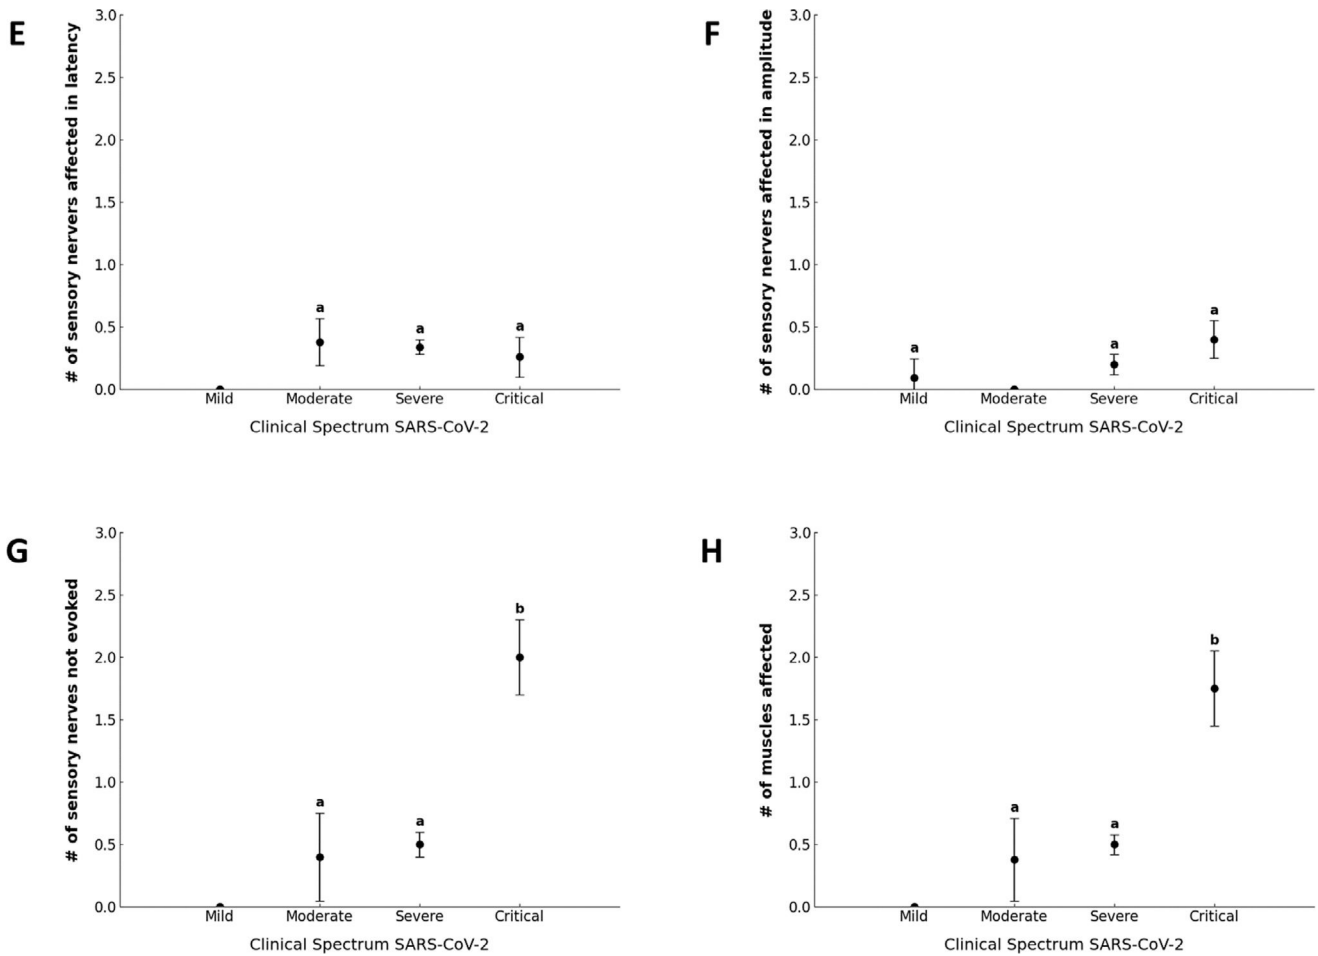 E
# of sensory nervers affected in latency
3.0
2.5
2.0
1.5
1.0
0.5
0.0
a
a
a
Mild Moderate Severe Critical
Clinical Spectrum SARS-CoV-2
F
# of sensory nervers affected in amplitude
3.0
2.5
2.0
1.5
1.0
0.5
0.0
a
a
a
Mild Moderate Severe Critical
Clinical Spectrum SARS-CoV-2
G
# of sensory nerves not evoked
3.0
2.5
2.0
1.5
1.0
0.5
0.0
a
a
b
Mild Moderate Severe Critical
Clinical Spectrum SARS-CoV-2
H
# of muscles affected
3.0
2.5
2.0
1.5
1.0
0.5
0.0
a
a
b
Mild Moderate Severe Critical
Clinical Spectrum SARS-CoV-2